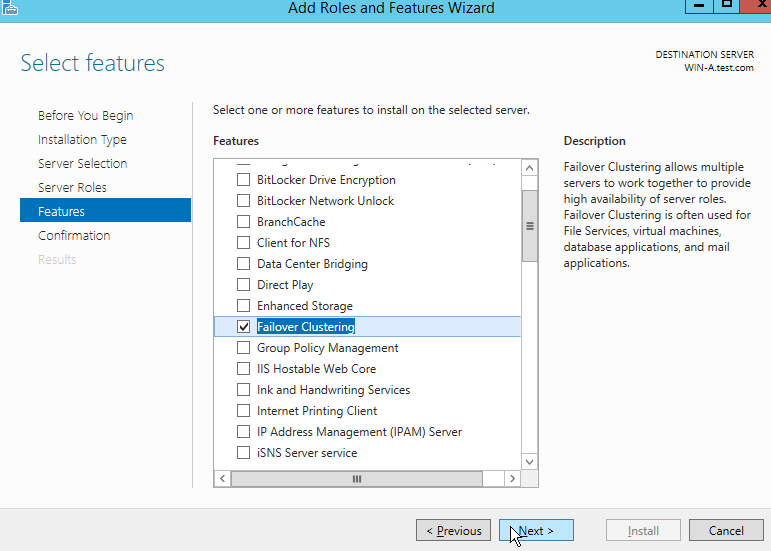 Add Roles and Features Wizard
Select features
DESTINATION SERVER
WIN-A.test.com
Before You Begin
Installation Type
Server Selection
Server Roles
Features
Confirmation
Results
Select one or more features to install on the selected server.
Features
BitLocker Drive Encryption
BitLocker Network Unlock
BranchCache
Client for NFS
Data Center Bridging
Direct Play
Enhanced Storage
Failover Clustering
Group Policy Management
IIS Hostable Web Core
Ink and Handwriting Services
Internet Printing Client
IP Address Management (IPAM) Server
iSNS Server service
Description
Failover Clustering allows multiple
servers to work together to provide
high availability of server roles.
Failover Clustering is often used for
File Services, virtual machines,
database applications, and mail
applications.
< Previous
Next >
Install
Cancel